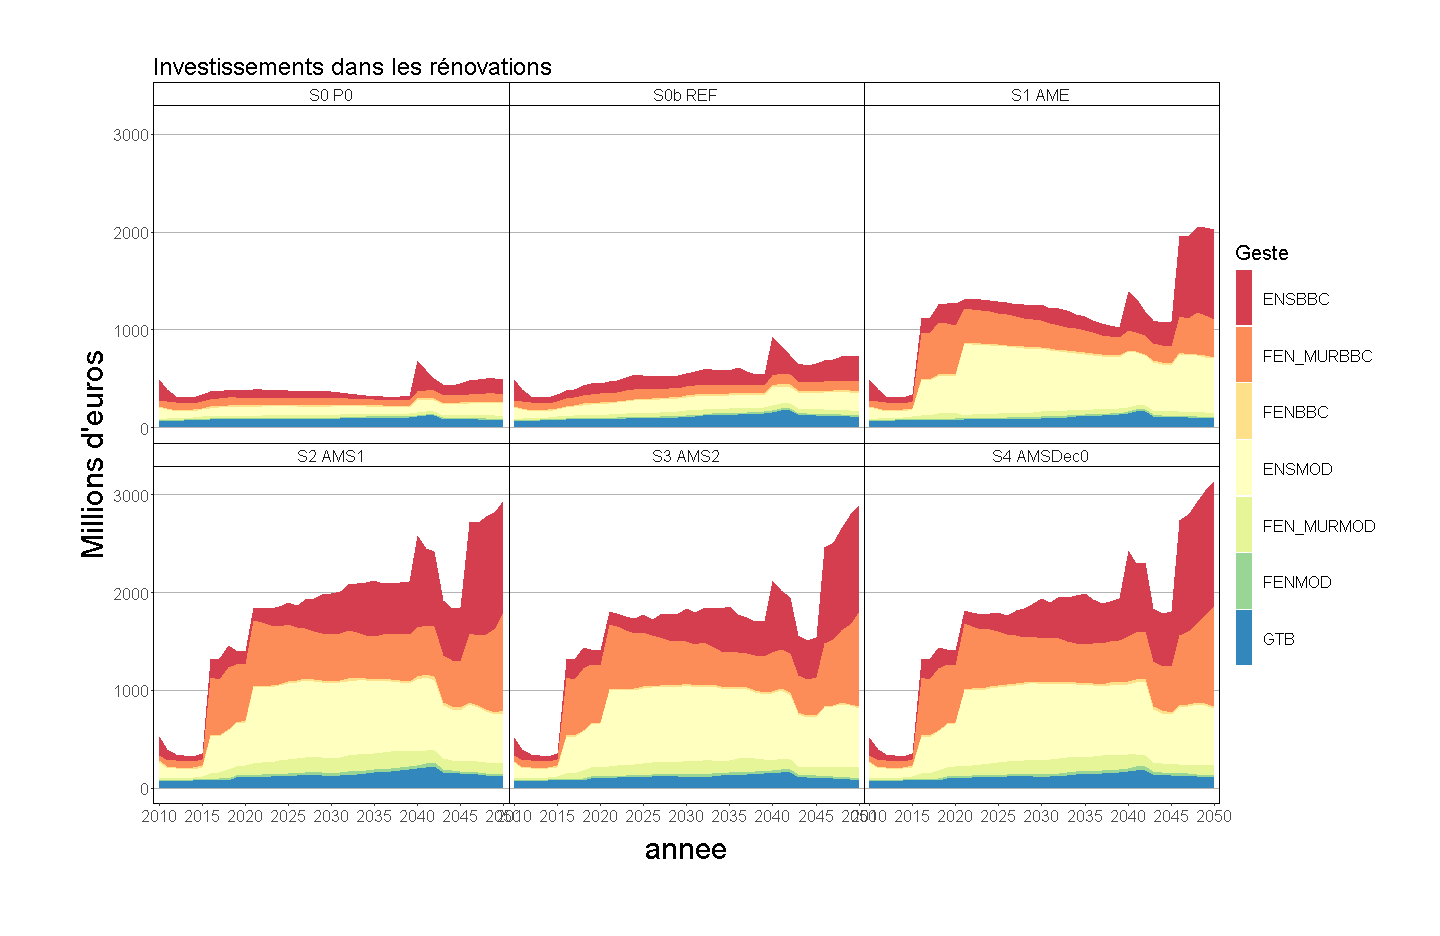 Investissements dans les rénovations
S0 P0
S0b REF
S1 AME
3000
2000
1000
0
S2 AMS1
S3 AMS2
S4 AMSDec0
3000
2000
1000
0
2010 2015 2020 2025 2030 2035 2040 2045 2050
2010 2015 2020 2025 2030 2035 2040 2045 2050
2010 2015 2020 2025 2030 2035 2040 2045 2050
annee
Millions d'euros
Geste
ENSBBC
FEN_MURBBC
FENBBC
ENSMOD
FEN_MURMOD
FENMOD
GTB